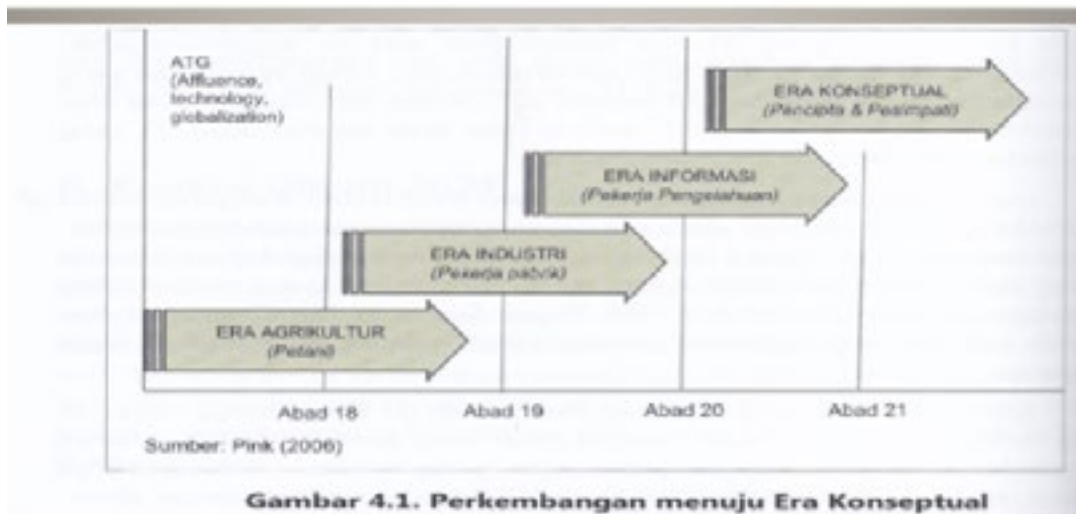 ATG
(Affluence,
technology,
globalization)
ERA KONSEPTUAL
(Pencipta & Pesimpati)
ERA INFORMASI
(Pekerja Pengetahuan)
ERA INDUSTRI
(Pekerja pabrik)
ERA AGRIKULTUR
(Petani)
Abad 18 Abad 19 Abad 20 Abad 21
Sumber: Pink (2006)
Gambar 4.1. Perkembangan menuju Era Konseptual